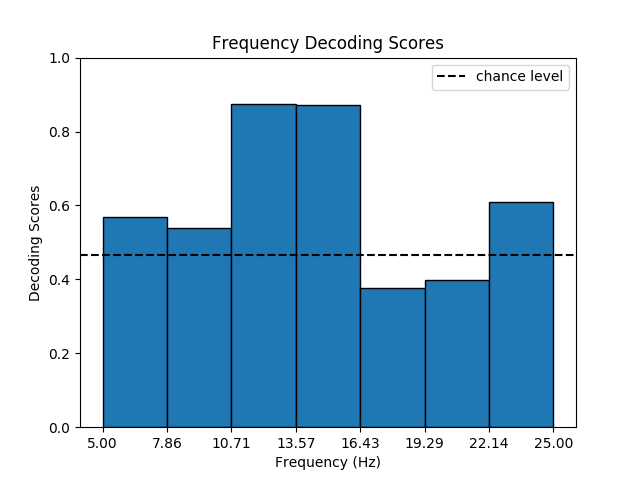 Frequency Decoding Scores
chance level
Decoding Scores
1.0
0.8
0.6
0.4
0.2
0.0
5.00 7.86 10.71 13.57 16.43 19.29 22.14 25.00
Frequency (Hz)